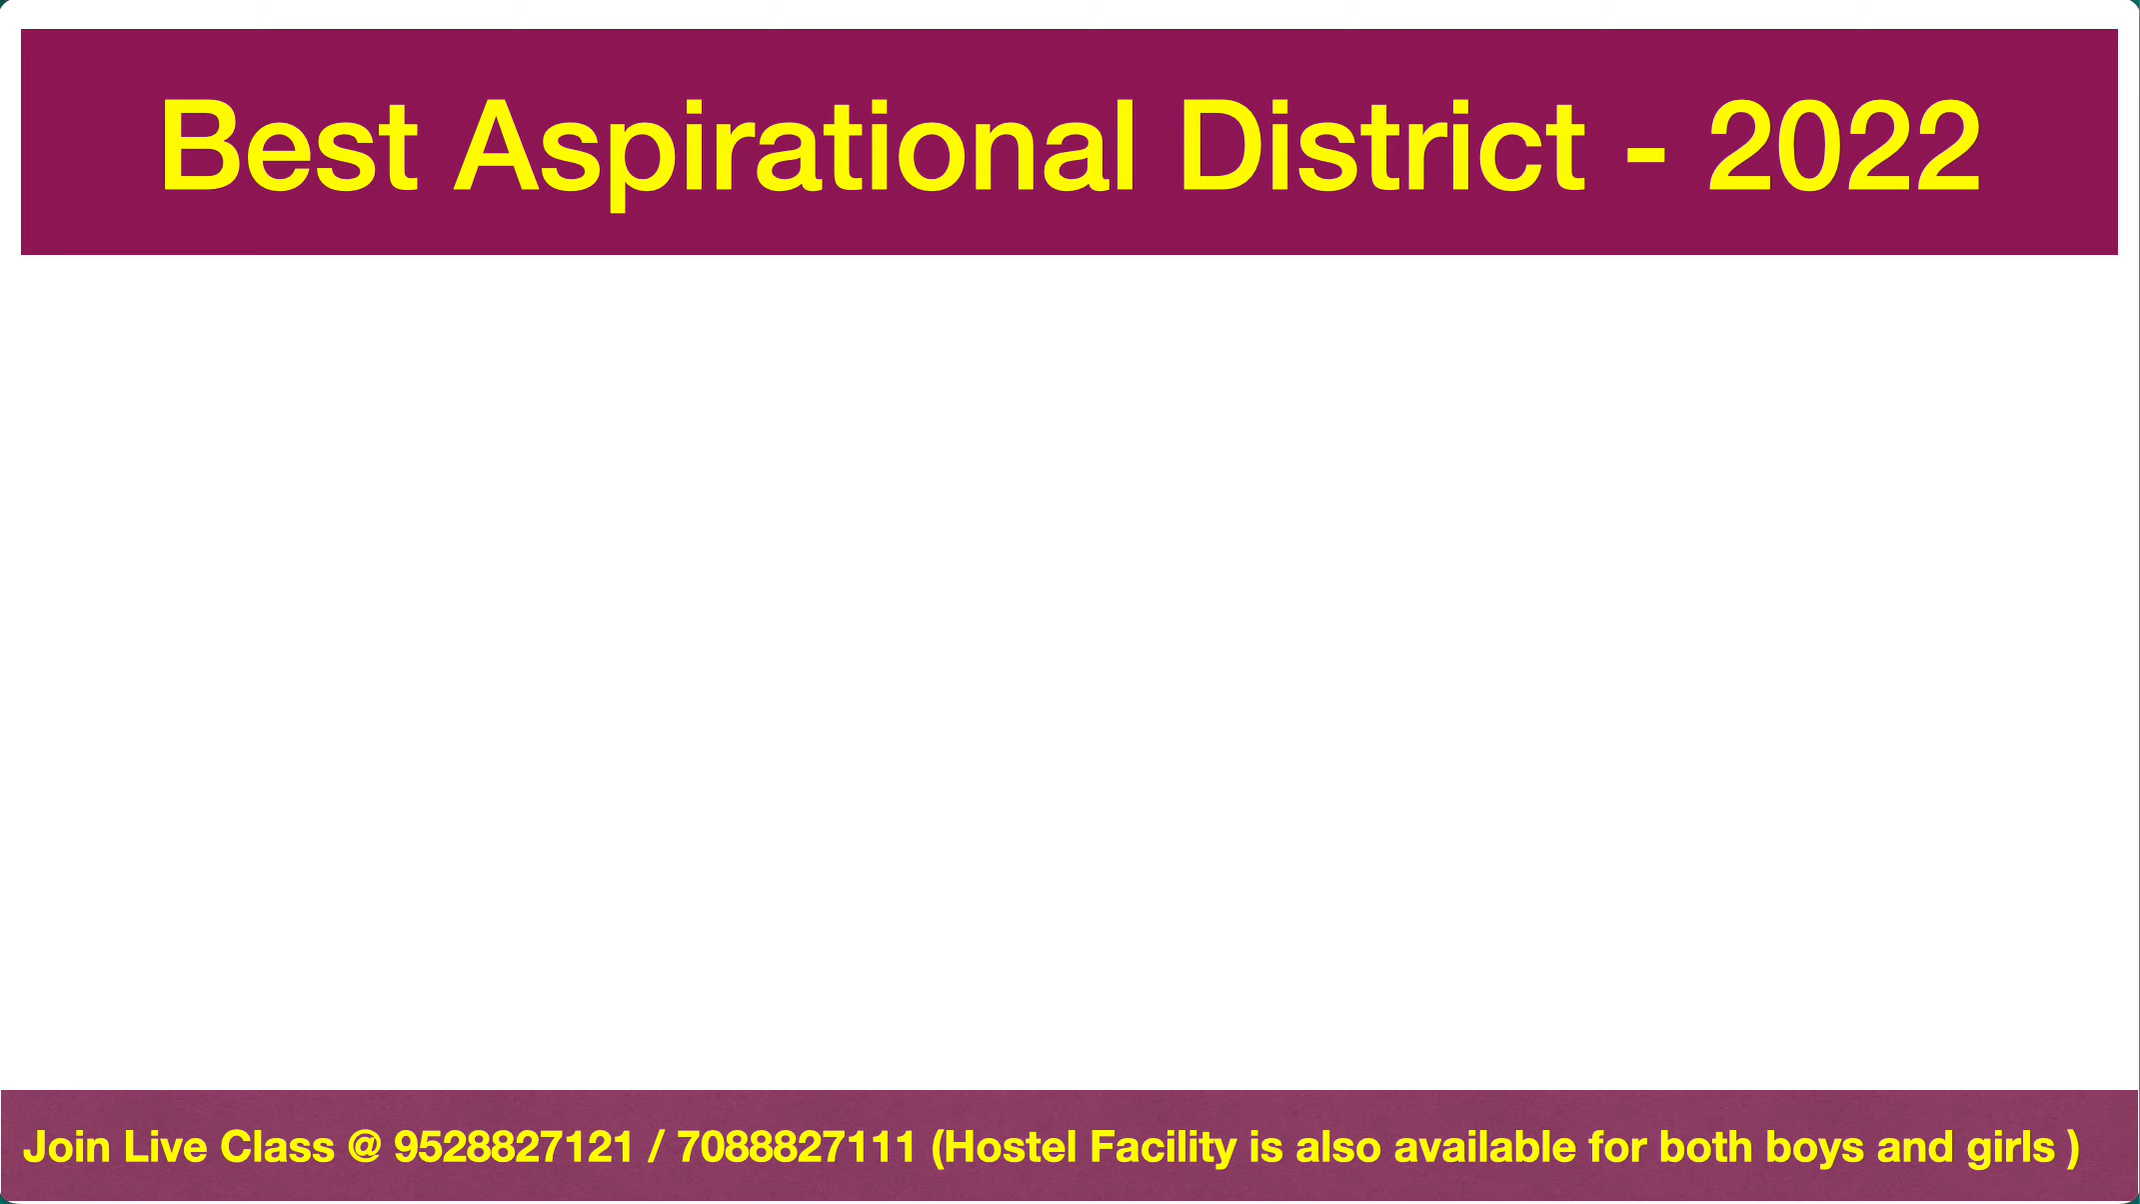 Best Aspirational District - 2022
Join Live Class @ 9528827121 / 7088827111 (Hostel Facility is also available for both boys and girls )